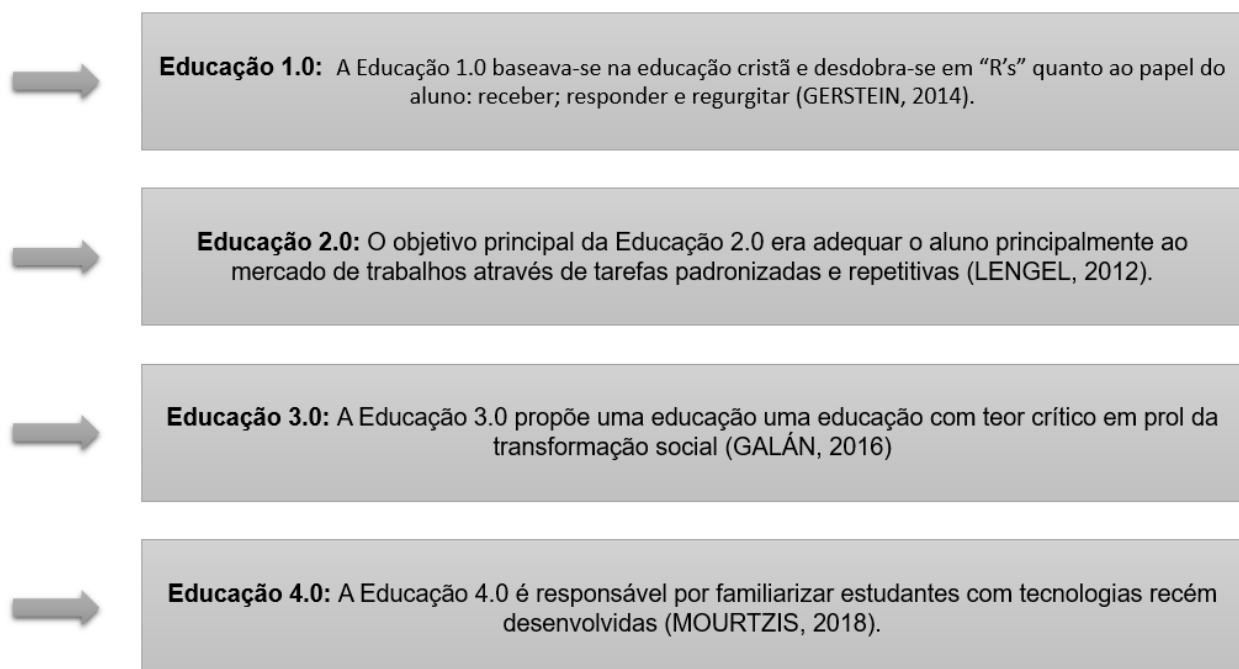 Educação 1.0: A Educação 1.0 baseava-se na educação cristã e desdobra-se em “R’s” quanto ao papel do
aluno: receber; responder e regurgitar (GERSTEIN, 2014).
Educação 2.0: O objetivo principal da Educação 2.0 era adequar o aluno principalmente ao
mercado de trabalhos através de tarefas padronizadas e repetitivas (LENGEL, 2012).
Educação 3.0: A Educação 3.0 propõe uma educação uma educação com teor crítico em prol da
transformação social (GALÁN, 2016)
Educação 4.0: A Educação 4.0 é responsável por familiarizar estudantes com tecnologias recém
desenvolvidas (MOURTZIS, 2018).